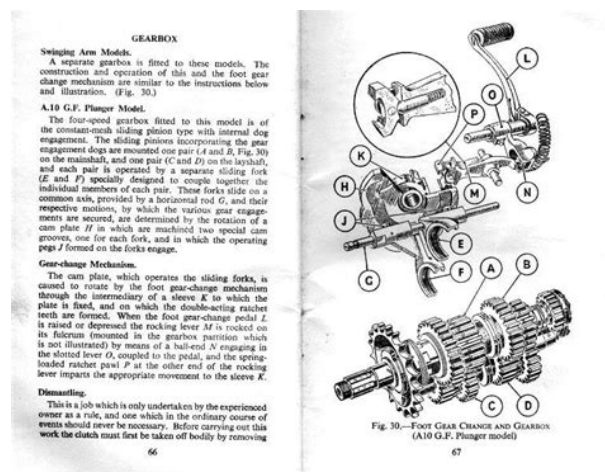 GEARBOX
Swinging Arm Models.
A separate gearbox is fitted to these models. The
construction and operation of this and the foot gear
change mechanism are similar to the instructions below
and illustration. (Fig. 30.)
A.10 G.F. Plunger Model.
The four-speed gearbox fitted to this model is of
the constant-mesh sliding pinion type with internal dog
engagement. The sliding pinions incorporating the gear
engagement dogs are mounted one pair (A and B, Fig. 30)
on the mainshaft, and one pair (C and D) on the layshaft,
and each pair is operated by a separate sliding fork
(E and F) specially designed to couple together the
individual members of each pair. These forks slide on a
common axis, provided by a horizontal rod G, and their
respective motions, by which the various gear engage-
ments are secured, are determined by the rotation of a
cam plate H in which are machined two special cam
grooves, one for each fork, and in which the operating
pegs J formed on the forks engage.
Gear-change Mechanism.
The cam plate, which operates the sliding forks, is
caused to rotate by the foot gear-change mechanism
through the intermediary of a sleeve K to which the
plate is fixed, and on which the double-acting ratchet
teeth are formed. When the foot gear-change pedal L
is raised or depressed the rocking lever M is rocked on
its fulcrum (mounted in the gearbox partition which
is not illustrated) by means of a ball-end N engaging in
the slotted lever O, coupled to the pedal, and the spring-
loaded ratchet pawl P at the other end of the rocking
lever imparts the appropriate movement to the sleeve K.
Dismantling.
This is a job which is only undertaken by the experienced
owner as a rule, and one which in the ordinary course of
events should never be necessary. Before carrying out this
work the clutch must first be taken off bodily by removing
66
L
O
P
K
H
M
N
J
E
G
F
A
B
C
D
Fig. 30.—FOOT GEAR CHANGE AND GEARBOX
(A10 G.F. Plunger model)
67